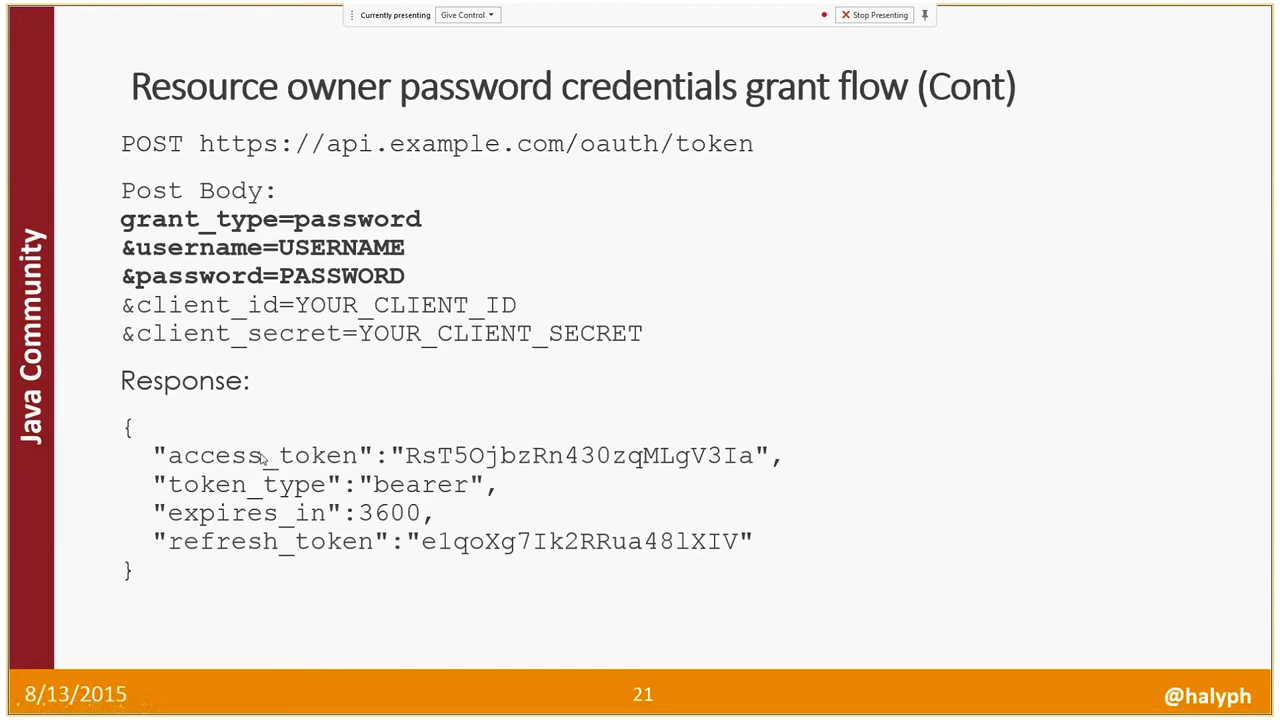 Currently presenting
Give Control
Stop Presenting
Resource owner password credentials grant flow (Cont)
POST https://api.example.com/oauth/token
Post Body:
grant_type=password
&username=USERNAME
&password=PASSWORD
&client_id=YOUR_CLIENT_ID
&client_secret=YOUR_CLIENT_SECRET
Response:
{
"access_token":"RsT5OjbzRn430zqMLgV3Ia",
"token_type":"bearer",
"expires_in":3600,
"refresh_token":"e1qoXg7Ik2RRua48lXIV"
}
Java Community
8/13/2015
21
@halyph